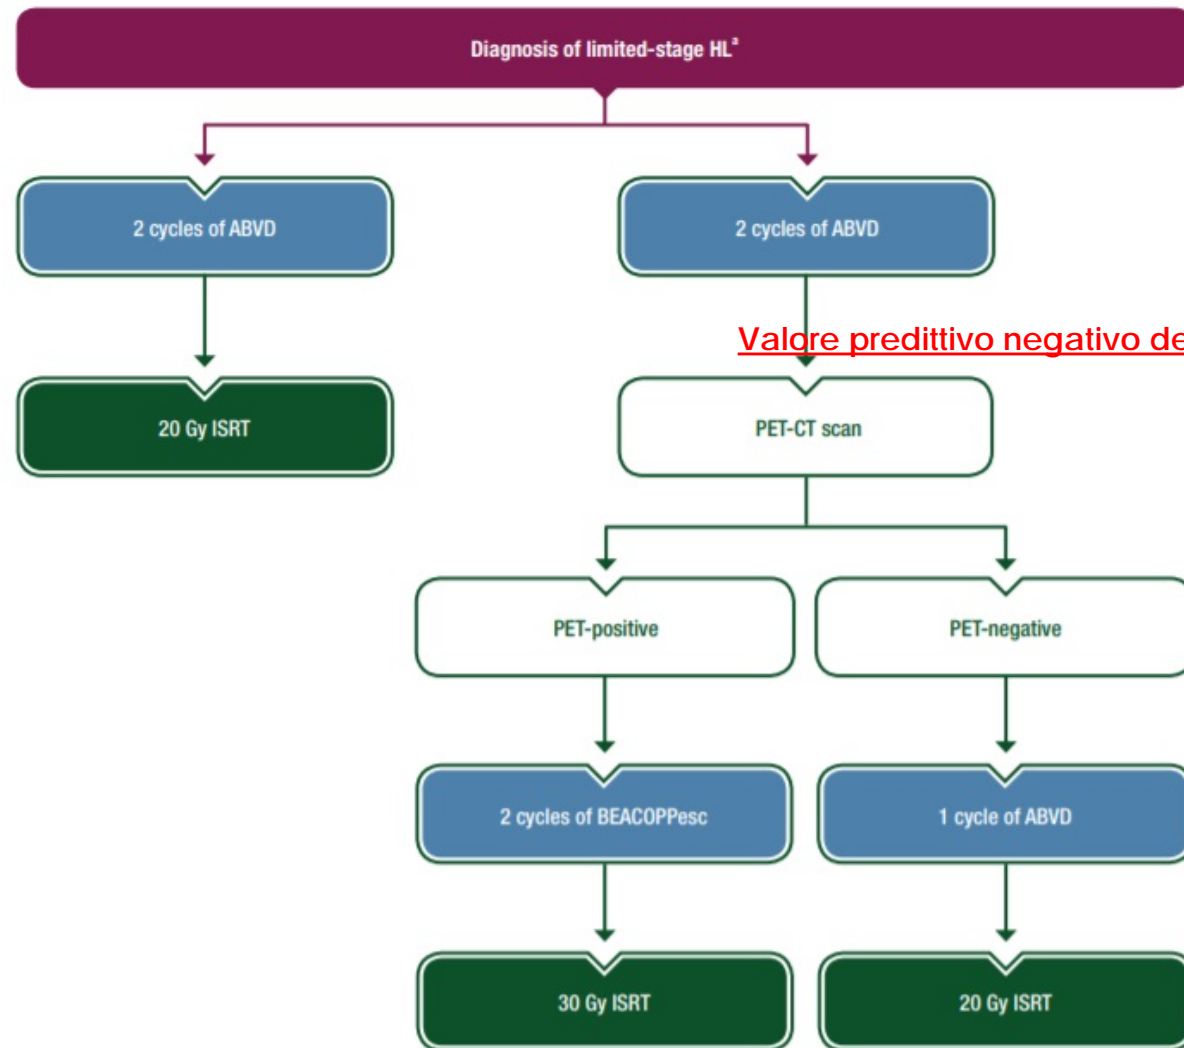 Diagnosis of limited-stage HLª
2 cycles of ABVD
2 cycles of ABVD
Valore predittivo negativo de
20 Gy ISRT
PET-CT scan
PET-positive
PET-negative
2 cycles of BEACOPPesc
1 cycle of ABVD
30 Gy ISRT
20 Gy ISRT